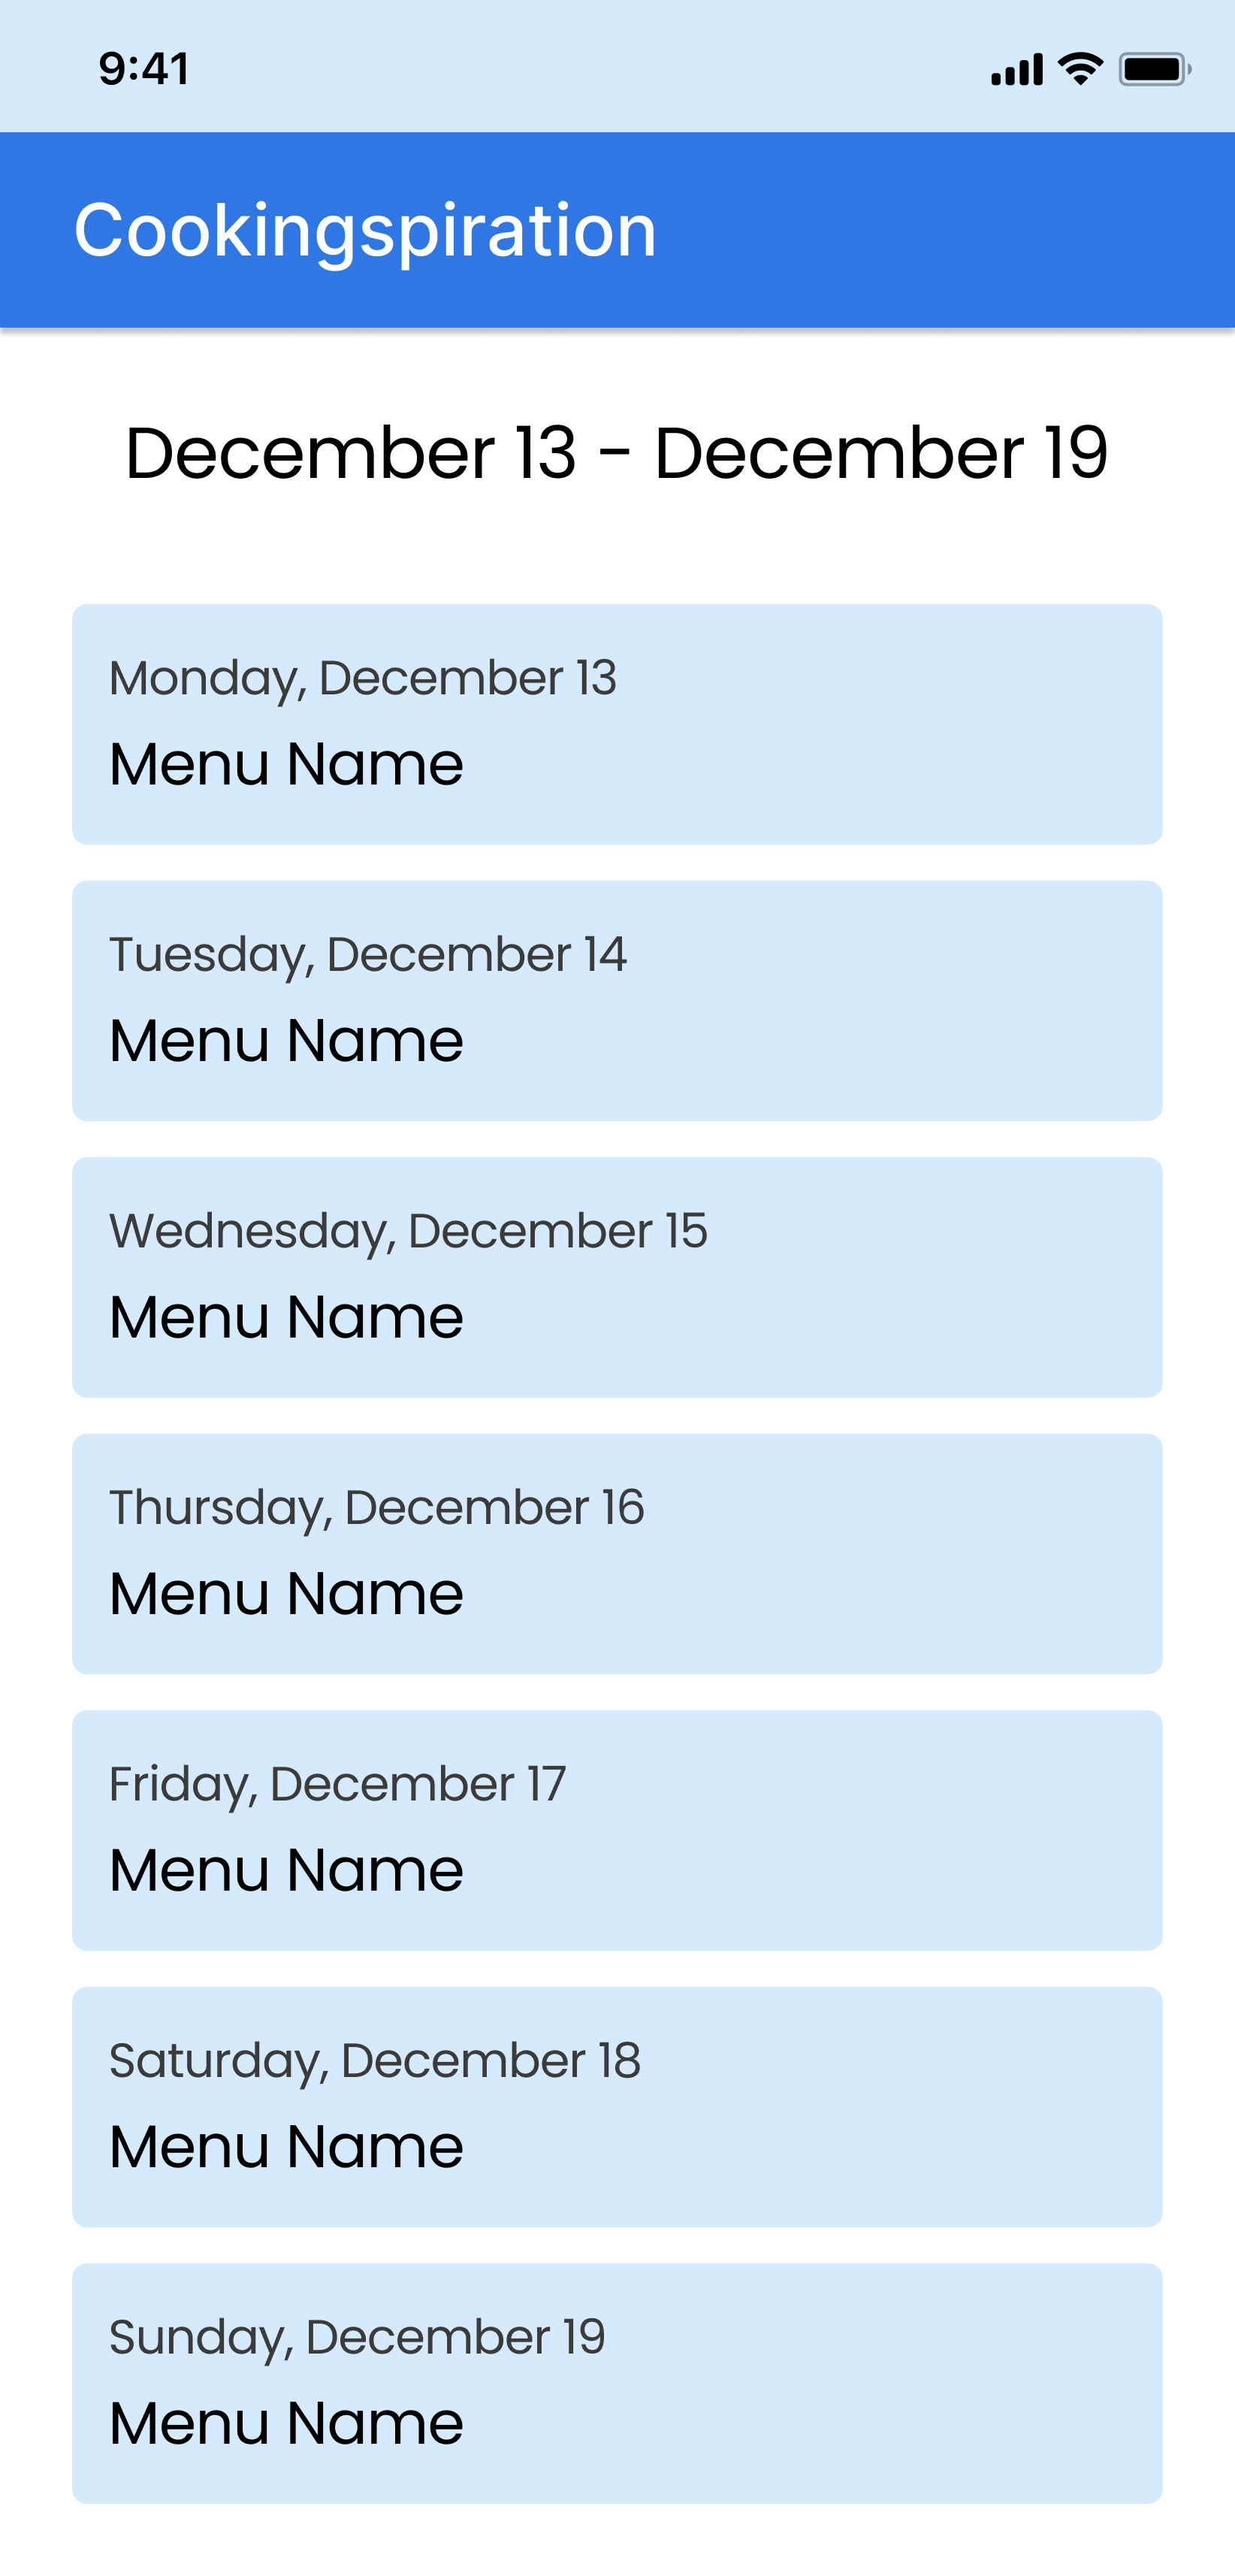 9:41
Cookingspiration
December 13 - December 19
Monday, December 13
Menu Name
Tuesday, December 14
Menu Name
Wednesday, December 15
Menu Name
Thursday, December 16
Menu Name
Friday, December 17
Menu Name
Saturday, December 18
Menu Name
Sunday, December 19
Menu Name